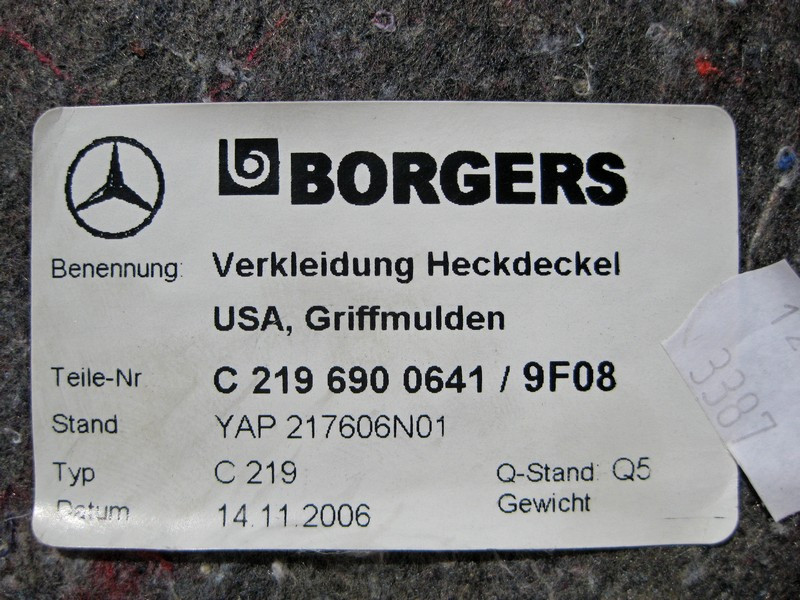 BORGERS
Benennung: Verkleidung Heckdeckel
USA, Griffmulden
Teile-Nr C 219 690 0641 / 9F08
Stand YAP 217606N01
Typ C 219 Q-Stand: Q5
Datum 14.11.2006 Gewicht
12
3387